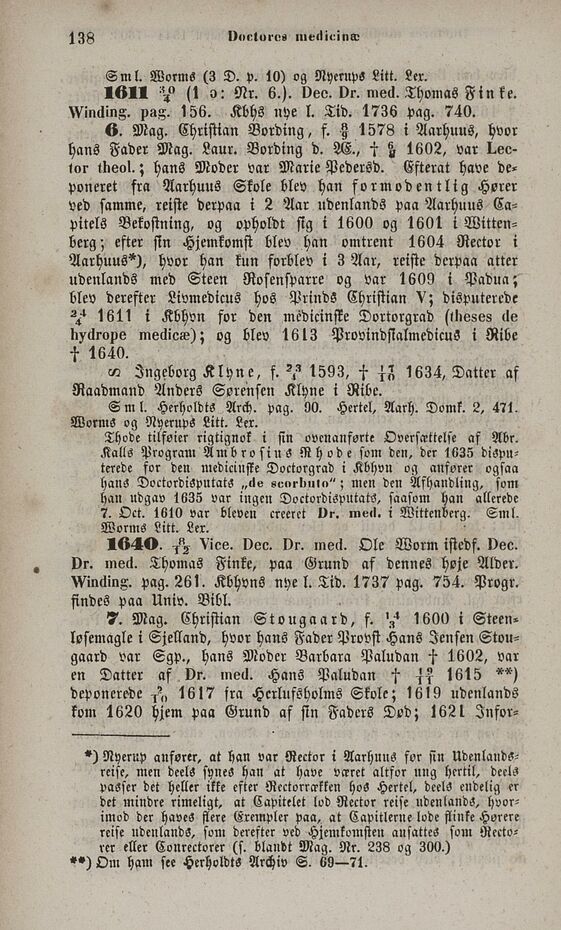 138 Doctores medicinæ
Sml. Worms (3 D. p. 10) og Nyerups Litt. Lex.
1611 30/4 (1 ɔ: Nr. 6.). Dec. Dr. med. Thomas Finke.
Winding. pag. 156. Kbhs nye l. Tid. 1736 pag. 740.
6. Mag. Christian Bording, f. 1578 i Aarhuus, hvor
hans Fader Mag. Laur. Bording d. Æ., † 1602, var Lec-
tor theol.; hans Moder var Marie Pedersd. Efterat have de-
poneret fra Aarhuus Skole blev han formodentlig Hører
ved samme, reiste derpaa i 2 Aar udenlands paa Aarhuus Ca-
pitels Bekostning, og opholdt sig i 1600 og 1601 i Witten-
berg; efter sin Hjemkomst blev han omtrent 1604 Rector i
Aarhuus*), hvor han kun forblev i 3 Aar, reiste derpaa atter
udenlands med Steen Rosensparre og var 1609 i Padua;
blev derefter Livmedicus hos Prinds Christian V; disputerede
24/4 1611 i Kbhvn for den medicinske Doctorgrad (theses de
hydrope medicæ); og blev 1613 Provindsialmedicus i Ribe
† 1640.
∞ Ingeborg Klyne, f. 1593, † 1634, Datter af
Raadmand Anders Sørensen Klyne i Ribe.
Sml. Herholdts Arch. pag. 90. Hertel, Aarh. Domk. 2, 471.
Worms og Nyerups Litt. Lex.
Thode tilføier rigtignok i sin ovenanførte Oversættelse af Abr.
Kalls Program Ambrosius Rhode som den, der 1635 dispu-
terede for den medicinske Doctorgrad i Kbhvn og anfører ogsaa
hans Doctordisputats „de scorbuto“; men den Afhandling, som
han udgav 1635 var ingen Doctordisputats, saasom han allerede
7. Oct. 1610 var bleven creeret Dr. med. i Wittenberg. Sml.
Worms Litt. Lex.
1640. 8/12 Vice. Dec. Dr. med. Ole Worm istedf. Dec.
Dr. med. Thomas Finke, paa Grund af dennes høje Alder.
Winding. pag. 261. Kbhvns nye l. Tid. 1737 pag. 754. Progr.
findes paa Univ. Bibl.
7. Mag. Christian Stougaard, f. 14/3 1600 i Steen-
løsemagle i Sjelland, hvor hans Fader Provst Hans Jensen Stou-
gaard var Sgp., hans Moder Barbara Paludan † 1602, var
en Datter af Dr. med. Hans Paludan † 1615 **)
deponerede 1617 fra Herlufsholms Skole; 1619 udenlands
kom 1620 hjem paa Grund af sin Faders Død; 1621 Infor-
*) Nyerup anfører, at han var Rector i Aarhuus før sin Udenlands-
reise, men deels synes han at have været altfor ung hertil, deels
passer det heller ikke efter Rectorrækken hos Hertel, deels endelig er
det mindre rimeligt, at Capitelet lod Rector reise udenlands, hvor-
imod der haves flere Exempler paa, at Capitlerne lode flinke Hørere
reise udenlands, som derefter ved Hjemkomsten ansattes som Recto-
rer eller Conrectorer (s. blandt Mag. Nr. 238 og 300.)
**) Om ham see Herholdts Archiv S. 69—71.